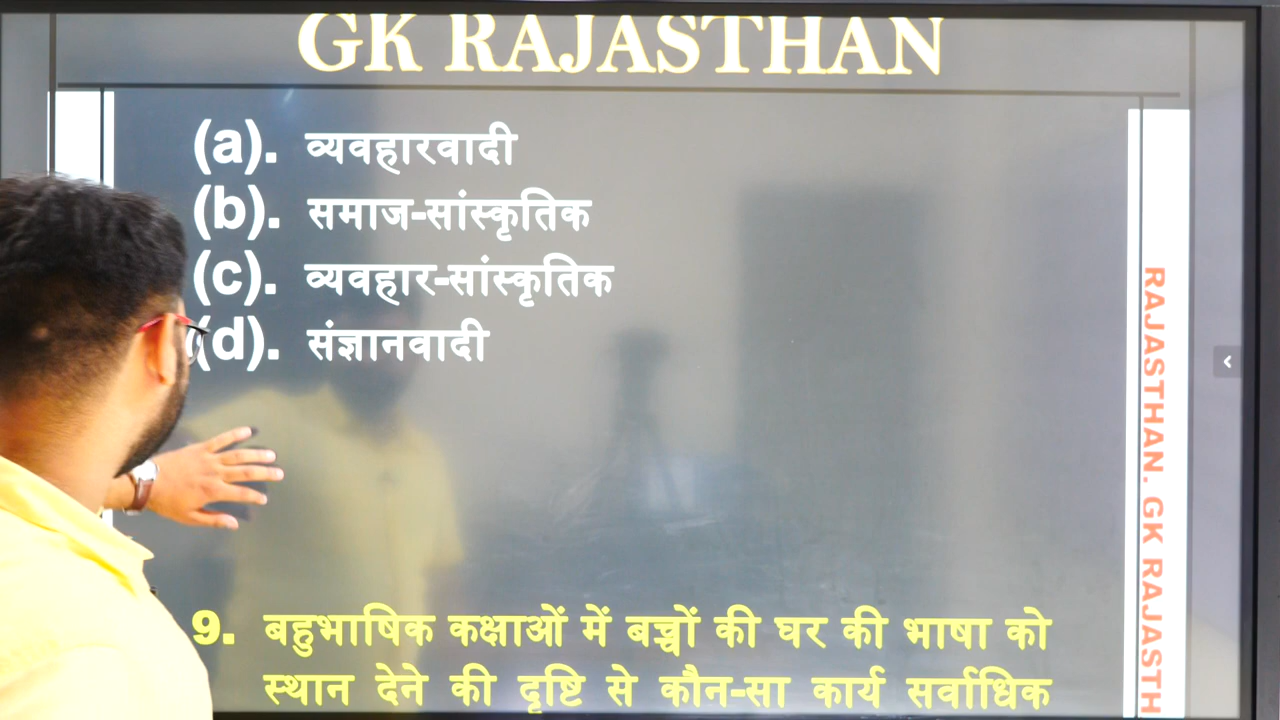 GK RAJASTHAN
(a). व्यवहारवादी
(b). समाज-सांस्कृतिक
(c). व्यवहार-सांस्कृतिक
(d). संज्ञानवादी
9. बहुभाषिक कक्षाओं में बच्चों की घर की भाषा को
स्थान देने की दृष्टि से कौन-सा कार्य सर्वाधिक
RAJASTHAN. GK RAJASTH